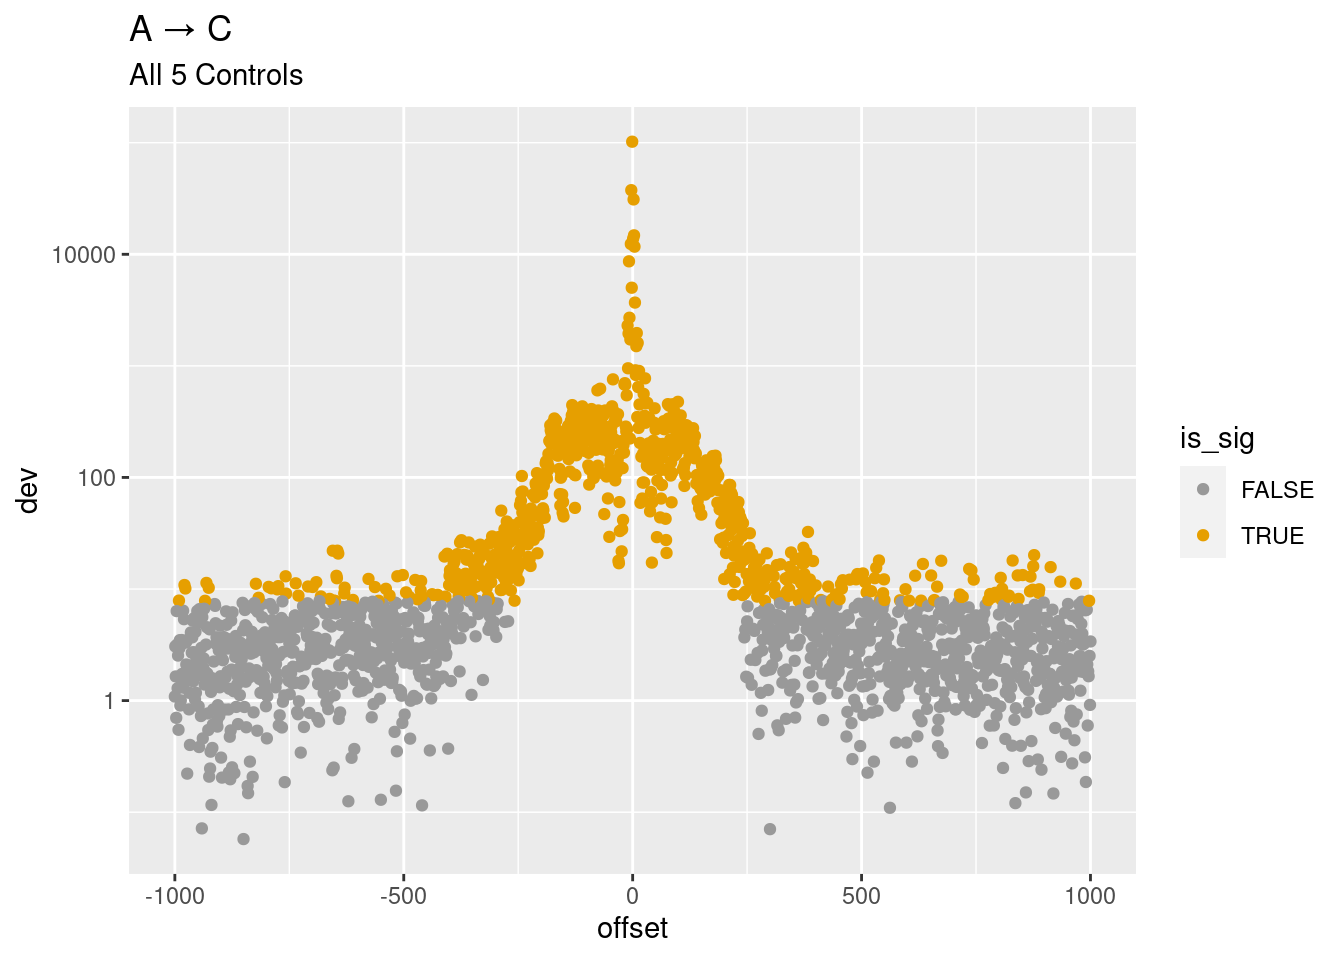 A → C
All 5 Controls
dev
10000
100
1
-1000
-500
0
500
1000
offset
is_sig
FALSE
TRUE